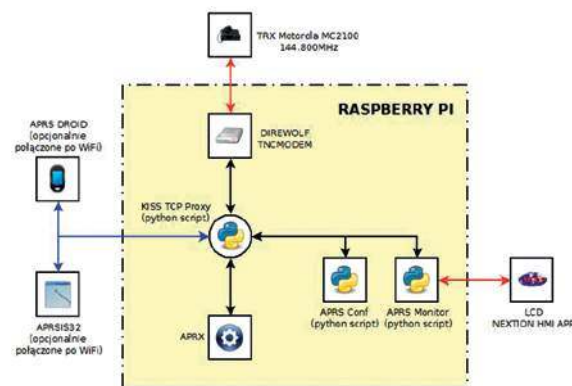 TRX Motorola MC2100
144.800MHz
RASPBERRY PI
APRS DROID
(opcjonalnie
połączone po WiFi)
DIREWOLF
TNCMODEM
KISS TCP Proxy
(python script)
APRSIS32
(opcjonalnie
połączone po WiFi)
APRX
APRS Conf
(python script)
APRS Monitor
(python script)
LCD
NEXTION HMI APP